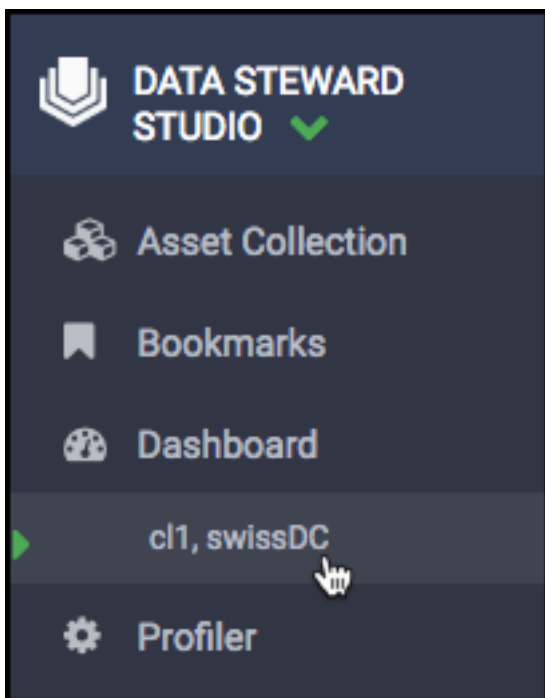 DATA STEWARD
STUDIO
Asset Collection
Bookmarks
Dashboard
cl1, swissDC
Profiler